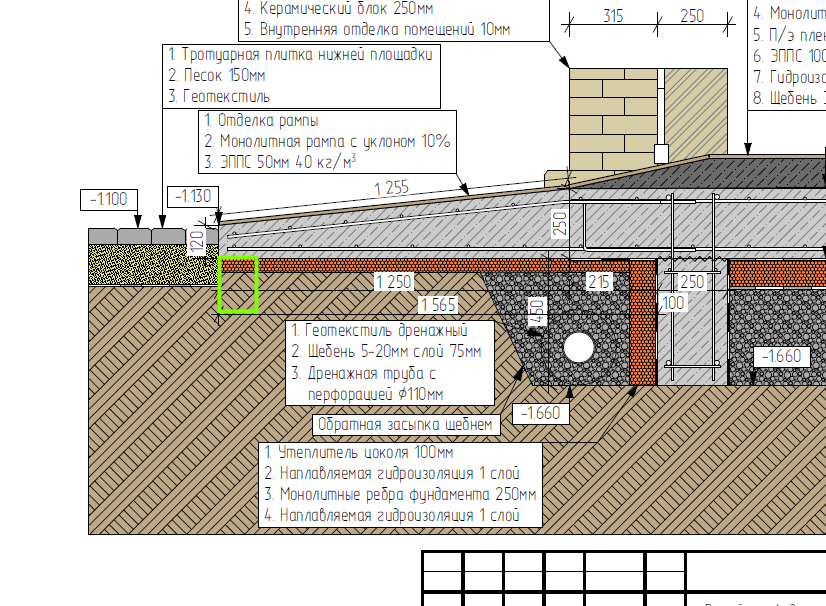 4. Керамический блок 250мм
5. Внутренняя отделка помещений 10мм
315
250
4. Монолит
5. П/э плен
6. ЭППС 100
7. Гидроизо
8. Щебень
1. Тротуарная плитка нижней площадки
2. Песок 150мм
3. Геотекстиль
1. Отделка рампы
2. Монолитная рампа с уклоном 10%
3. ЭППС 50мм 40 кг/м³
-1.100
-1.130
1 255
120
250
1 250
215
250
1 565
450
100
1. Геотекстиль дренажный
2. Щебень 5-20мм слой 75мм
3. Дренажная труба с
перфорацией Ø110мм
-1.660
-1.660
Обратная засыпка щебнем
1. Утеплитель цоколя 100мм
2. Наплавляемая гидроизоляция 1 слой
3. Монолитные ребра фундамента 250мм
4. Наплавляемая гидроизоляция 1 слой